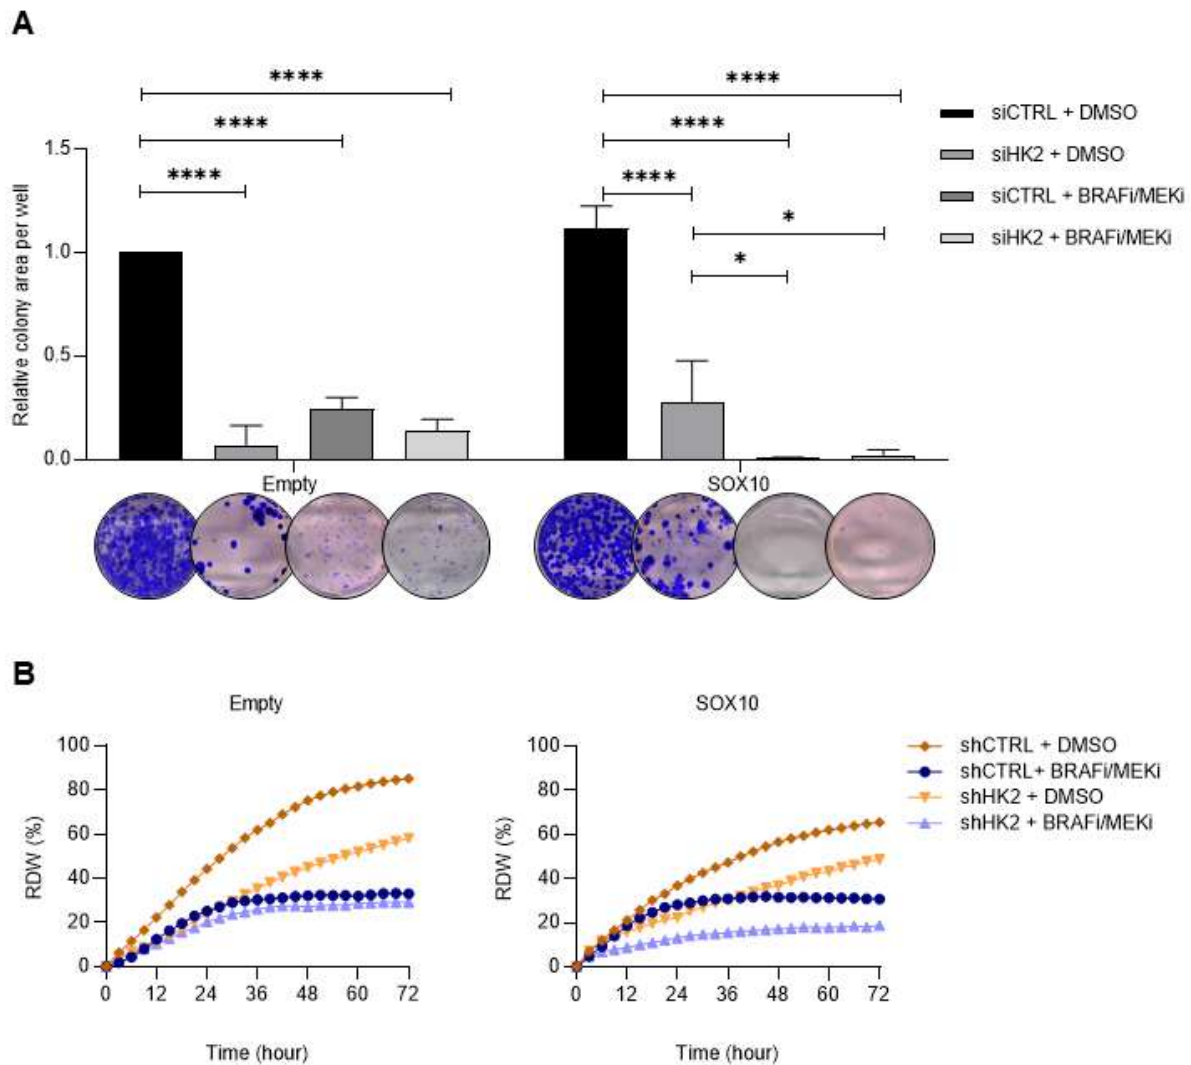 A
****
****
****
****
****
****
*
*
siCTRL + DMSO
siHK2 + DMSO
siCTRL + BRAFi/MEKi
siHK2 + BRAFi/MEKi
Relative colony area per well
1.5
1.0
0.5
0.0
Empty
SOX10
B
Empty
RDW (%)
100
80
60
40
20
0
0 12 24 36 48 60 72
Time (hour)
SOX10
RDW (%)
100
80
60
40
20
0
0 12 24 36 48 60 72
Time (hour)
shCTRL + DMSO
shCTRL+ BRAFi/MEKi
shHK2 + DMSO
shHK2 + BRAFi/MEKi